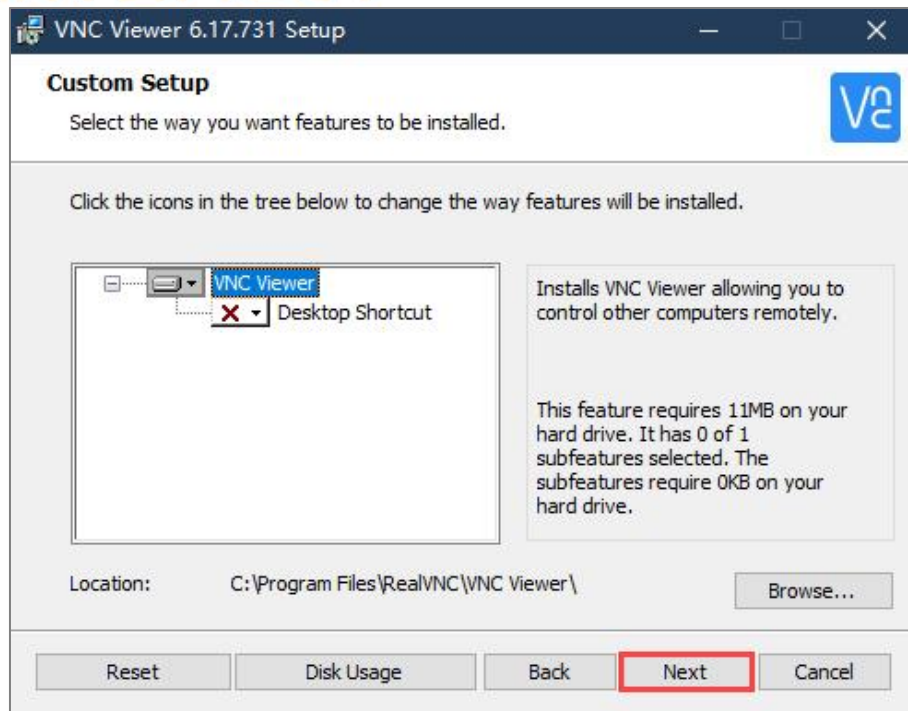 VNC Viewer 6.17.731 Setup
Custom Setup
Select the way you want features to be installed.
VNC
Click the icons in the tree below to change the way features will be installed.
VNC Viewer
Desktop Shortcut
Installs VNC Viewer allowing you to
control other computers remotely.
This feature requires 11MB on your
hard drive. It has 0 of 1
subfeatures selected. The
subfeatures require 0KB on your
hard drive.
Location: C:\Program Files\RealVNC\VNC Viewer\
Browse...
Reset Disk Usage Back Next Cancel